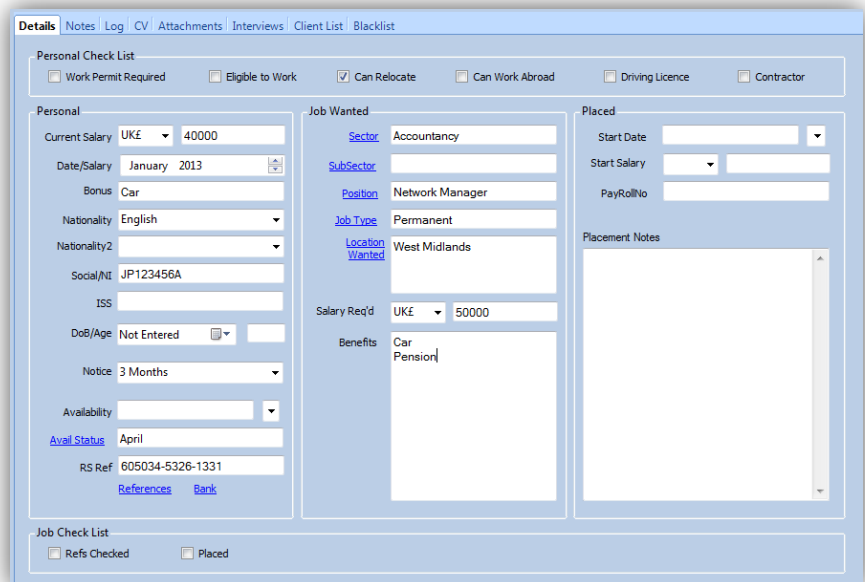 Details Notes Log CV Attachments Interviews Client List Blacklist
Personal Check List
Work Permit Required Eligible to Work Can Relocate Can Work Abroad Driving Licence Contractor
Personal
Current Salary UK£ 40000
Date/Salary January 2013
Bonus Car
Nationality English
Nationality2
Social/NI JP123456A
ISS
DoB/Age Not Entered
Notice 3 Months
Availability
Avail Status April
RS Ref 605034-5326-1331
References Bank
Job Wanted
Sector Accountancy
SubSector
Position Network Manager
Job Type Permanent
Location Wanted West Midlands
Salary Req'd UK£ 50000
Benefits Car
Pension
Placed
Start Date
Start Salary
PayRollNo
Placement Notes
Job Check List
Refs Checked Placed